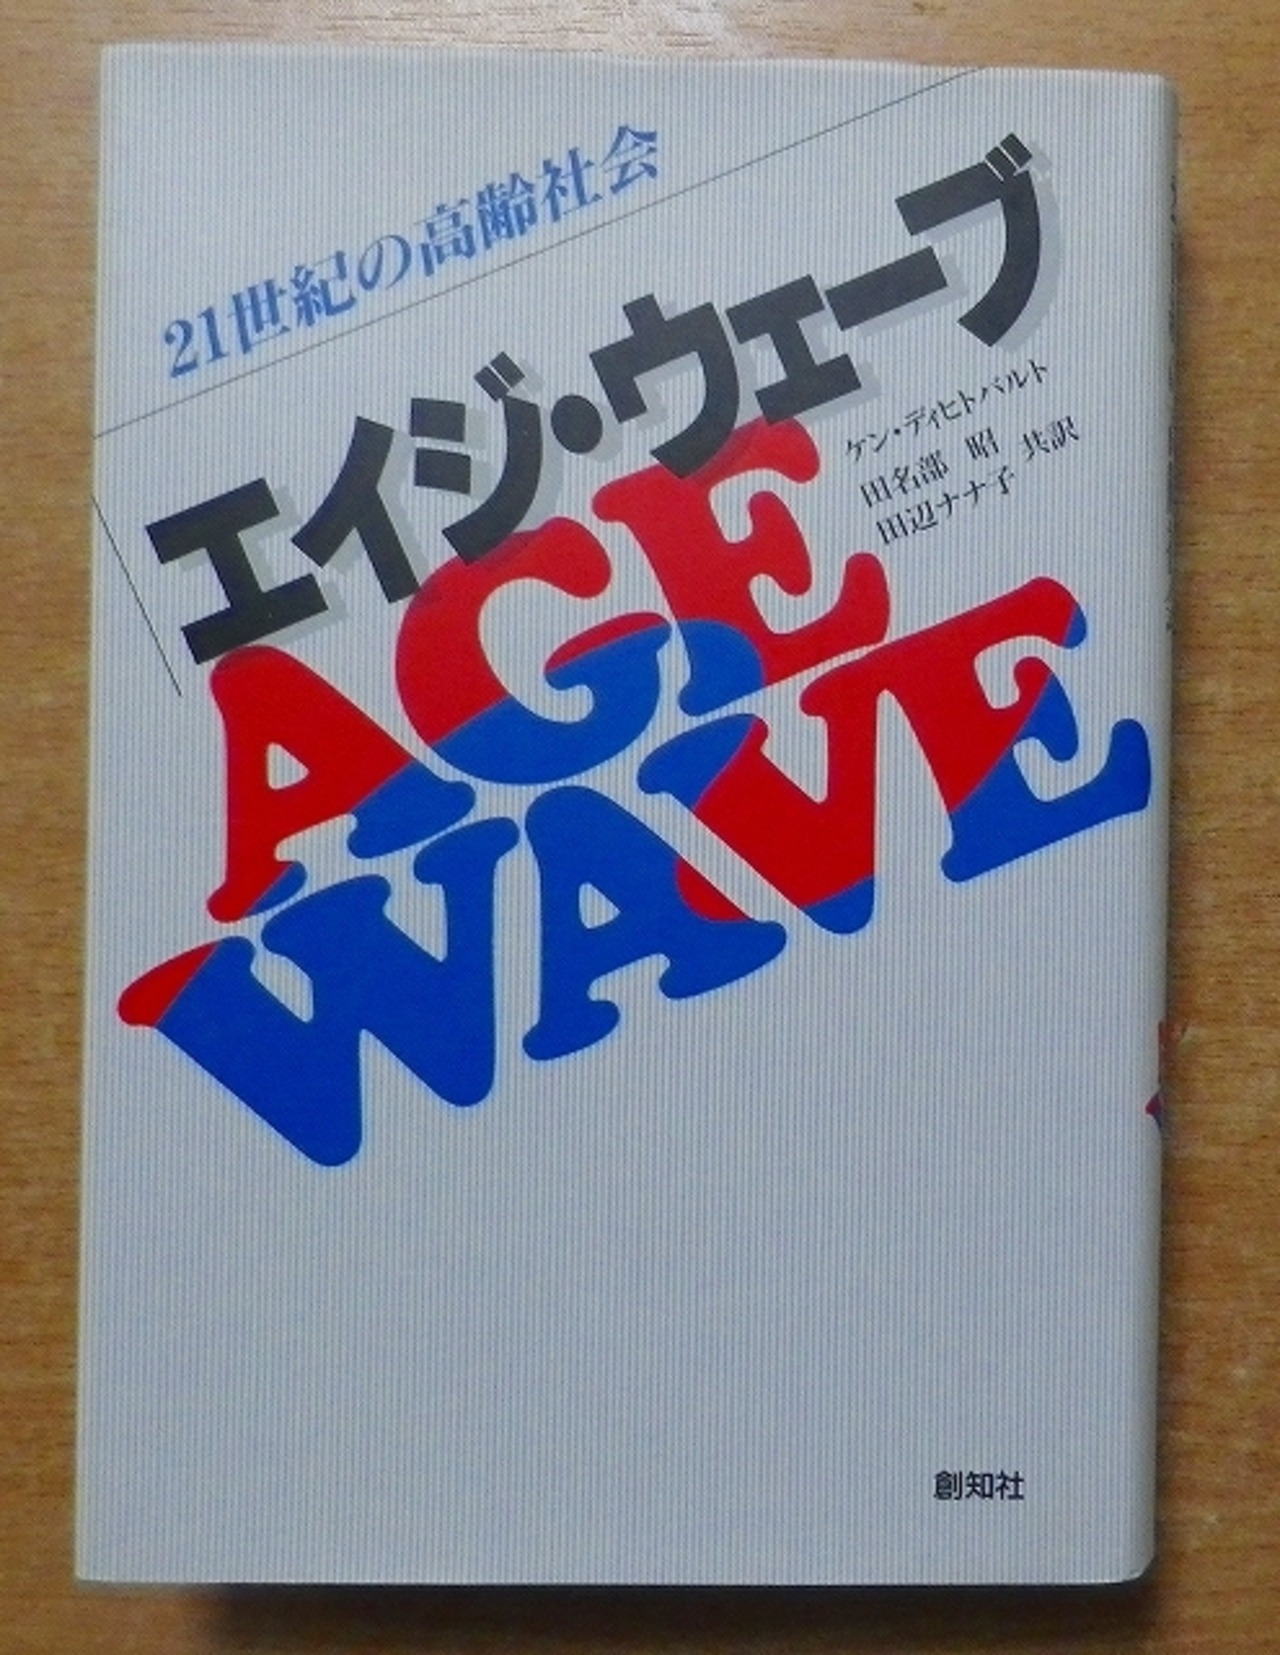 21世紀の高齢社会
エイジ・ウェーブ
AGE
WAVE
ケン・ディヒトバルト
田名部 昭 共訳
田辺ナナ子
創知社